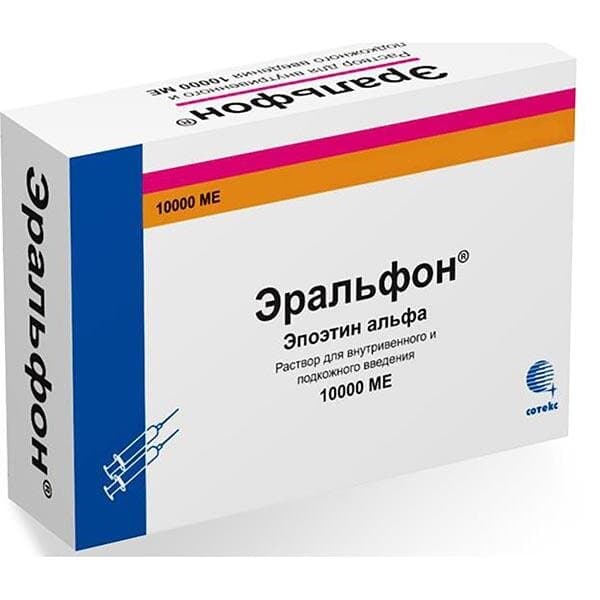 Раствор для внутривенного и
подкожного введения 10000 МЕ
Эральфон®
Эральфон®
10000 МЕ
Эральфон®
Эпоэтин альфа
Раствор для внутривенного и
подкожного введения
10000 МЕ
сотекс